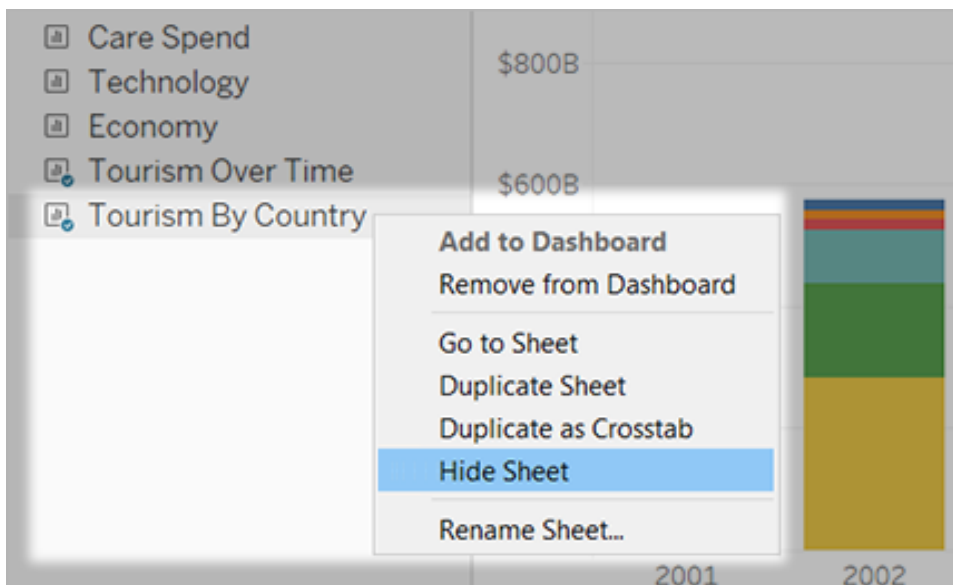 Care Spend
Technology
Economy
Tourism Over Time
Tourism By Country
Add to Dashboard
Remove from Dashboard
Go to Sheet
Duplicate Sheet
Duplicate as Crosstab
Hide Sheet
Rename Sheet...
$800B
$600B
2001
2002